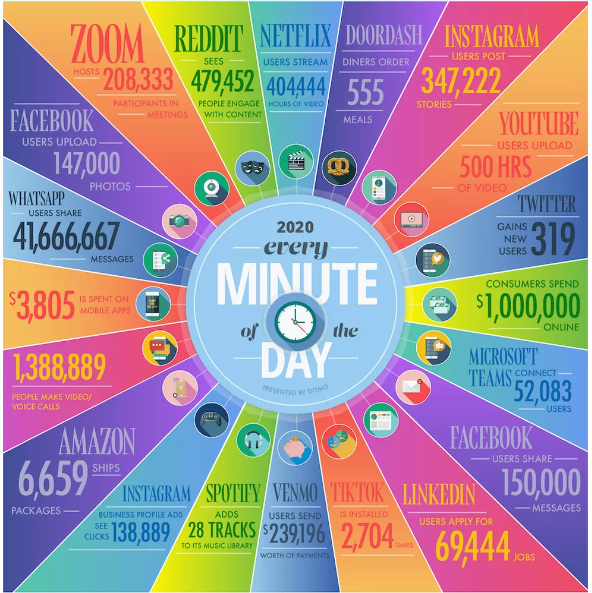 2020
every
MINUTE
of the
DAY
PRESENTED BY DOMO
ZOOM
HOSTS 208,333
PARTICIPANTS IN
MEETINGS
REDDIT
SEES
479,452
PEOPLE ENGAGE
WITH CONTENT
NETFLIX
USERS STREAM
404444
HOURS OF VIDEO
DOORDASH
DINERS ORDER
555
MEALS
INSTAGRAM
USERS POST
347,222
STORIES
YOUTUBE
USERS UPLOAD
500 HRS
OF VIDEO
TWITTER
GAINS
NEW
USERS 319
CONSUMERS SPEND
$1,000,000
ONLINE
MICROSOFT
TEAMS CONNECT
52,083
USERS
FACEBOOK
USERS SHARE
150,000
MESSAGES
LINKEDIN
USERS APPLY FOR
69,444 JOBS
TIKTOK
IS INSTALLED
2,704 TIMES
VENMO
USERS SEND
$239,196
WORTH OF PAYMENTS
SPOTIFY
ADDS
28 TRACKS
TO ITS MUSIC LIBRARY
INSTAGRAM
BUSINESS PROFILE ADS
SEE
CLICKS 138,889
AMAZON
6,659 SHIPS
PACKAGES
1,388,889
PEOPLE MAKE VIDEO/
VOICE CALLS
$3,805 IS SPENT ON
MOBILE APPS
WHATSAPP
USERS SHARE
41,666,667
MESSAGES
FACEBOOK
USERS UPLOAD
147,000
PHOTOS